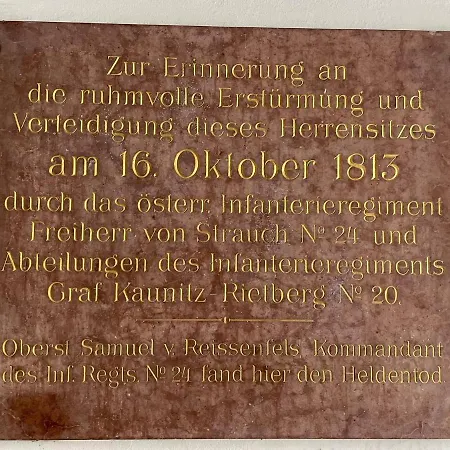 Zur Erinnerung an
die ruhmvolle Erstürmung und
Verteidigung dieses Herrensitzes
am 16. Oktober 1813
durch das österr. Infanterieregiment
Freiherr von Strauch No 24 und
Abteilungen des Infanterieregiments
Graf Kaunitz-Rietberg No 20.
Oberst Samuel v. Reissenfels, Kommandant
des Inf. Regts. No 24 fand hier den Heldentod.